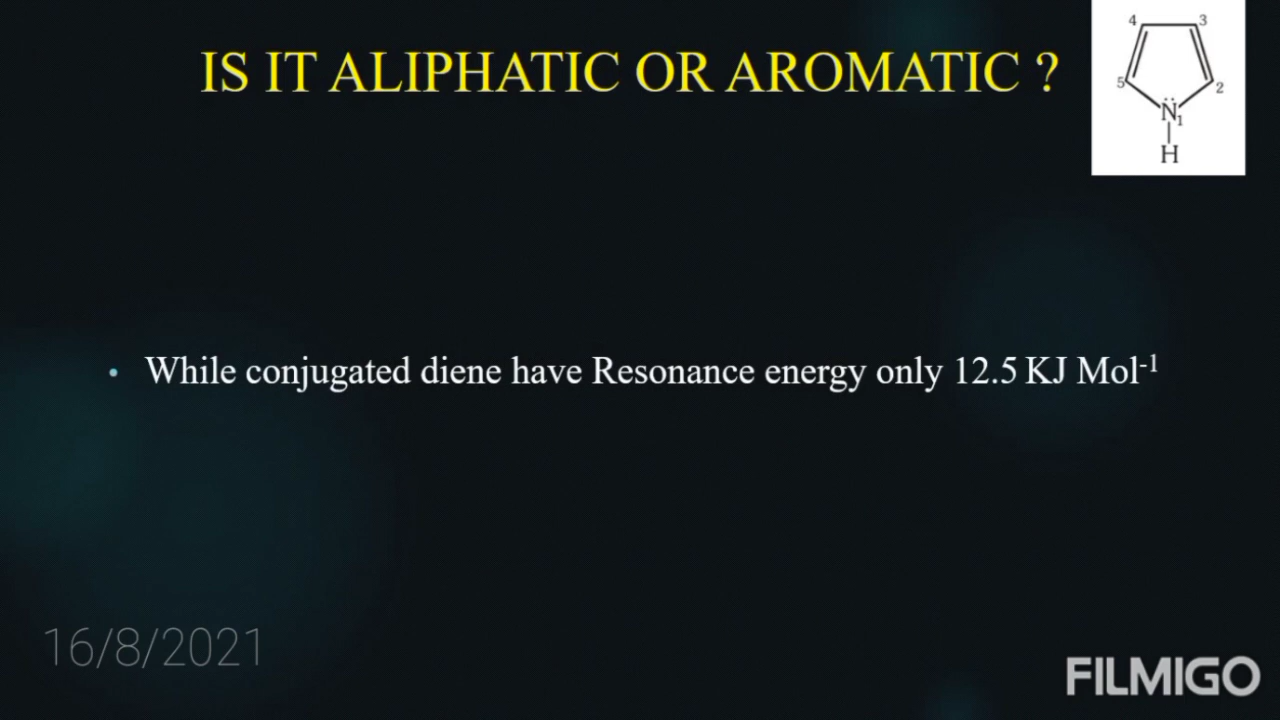 IS IT ALIPHATIC OR AROMATIC ?
4 3
5 2
N̈1
H
• While conjugated diene have Resonance energy only 12.5 KJ Mol⁻¹
16/8/2021
FILMIGO